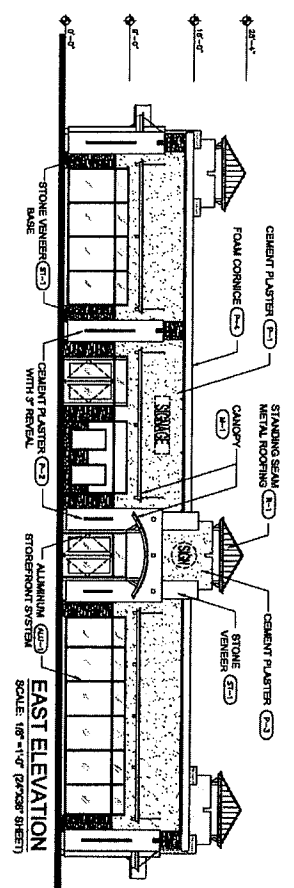 25'-4"
16'-0"
8'-0"
0'-0"
CEMENT PLASTER P-1
FOAM CORNICE P-4
STANDING SEAM R-1
METAL ROOFING
CANOPY
M-1
CEMENT PLASTER P-3
STONE ST-1
VENEER
SIGNAGE
SIGN
STONE VENEER ST-1
BASE
CEMENT PLASTER P-2
WITH 3" REVEAL
ALUMINUM ALU-1
STOREFRONT SYSTEM
EAST ELEVATION
SCALE: 1/8"=1'-0" (24"X36" SHEET)